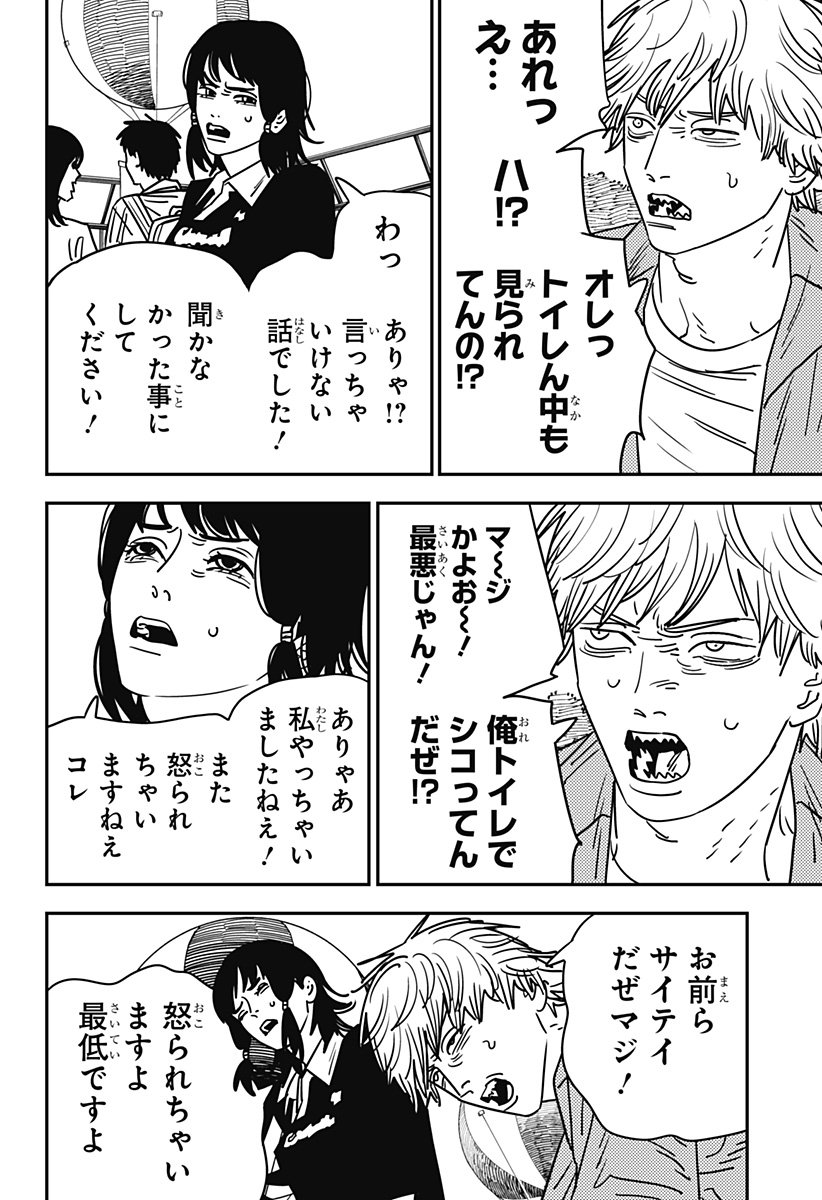 あれっ
え…
ハ!?
オレっ
トイレん中も
見られ
てんの!?
わっ
ありゃ!?
言っちゃ
いけない
話でした!
聞かな
かった事に
して
ください!
マ〜ジ
かよお〜!
最悪じゃん!
俺トイレで
シコってん
だぜ!?
ありゃあ
私やっちゃい
ましたねえ!
また
怒られ
ちゃい
ますねえ
コレ
お前ら
サイテイ
だぜマジ!
怒られちゃい
ますよ
最低ですよ